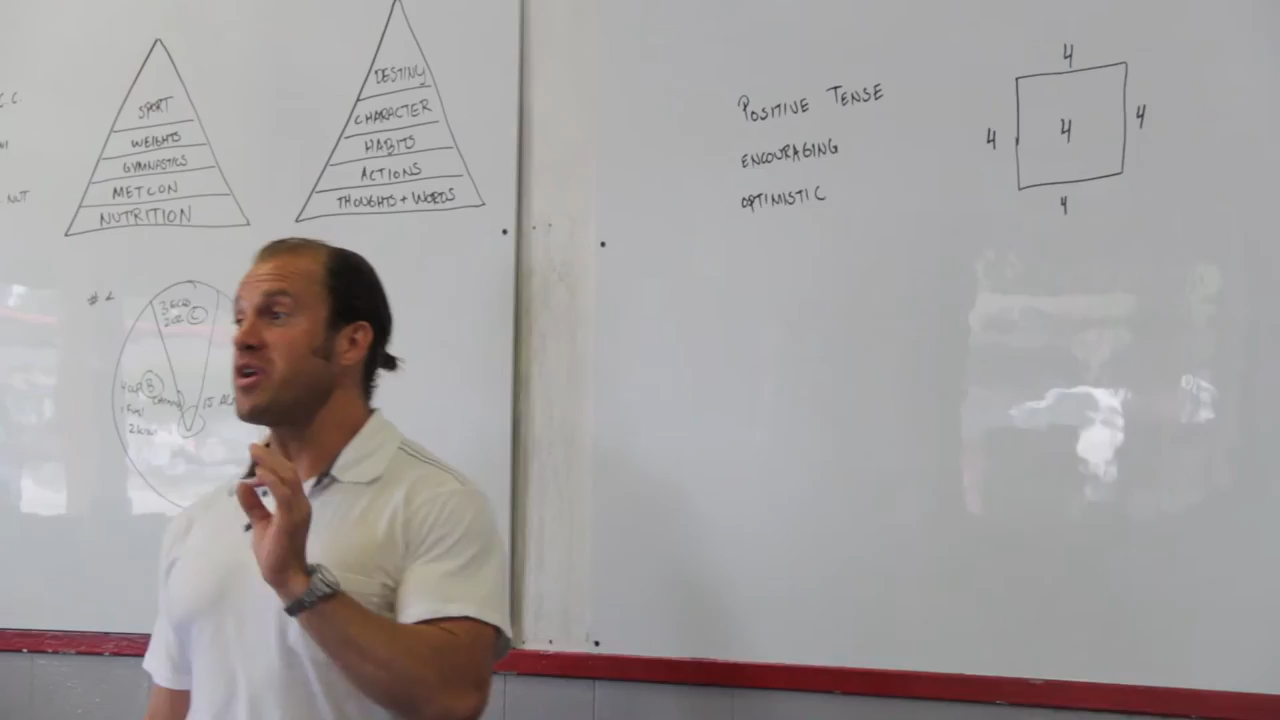 C.C.
NUT
SPORT
WEIGHTS
GYMNASTICS
METCON
NUTRITION
DESTINY
CHARACTER
HABITS
ACTIONS
THOUGHTS + WORDS
POSITIVE TENSE
ENCOURAGING
OPTIMISTIC
4
4 4 4
4
C
B